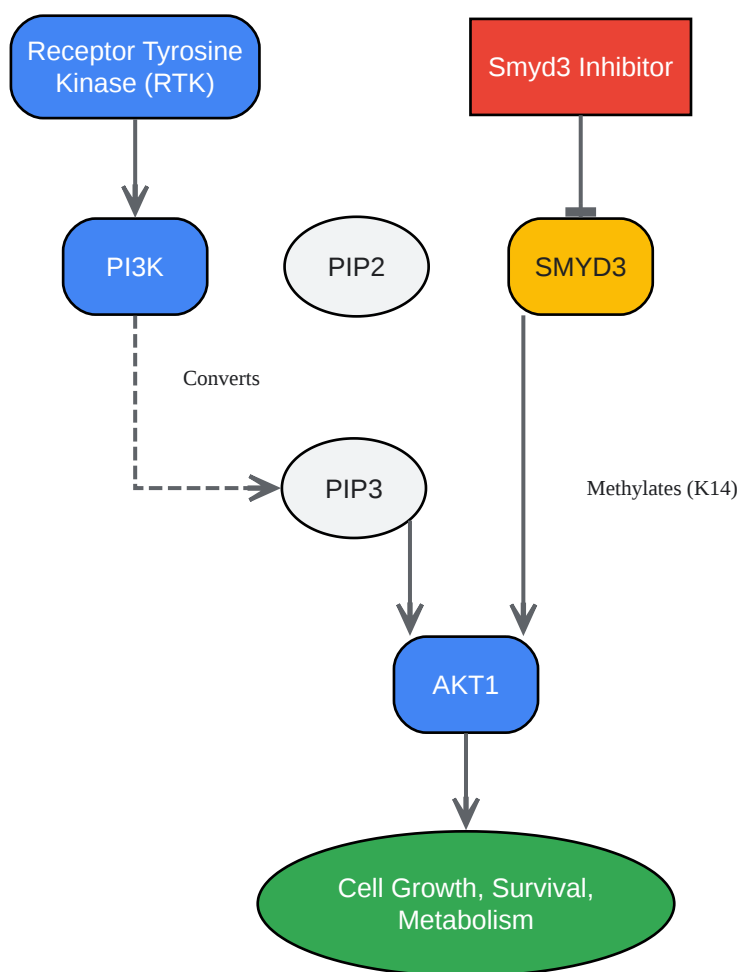 Receptor Tyrosine
Kinase (RTK)
Smyd3 Inhibitor
PI3K
PIP2
SMYD3
Converts
PIP3
Methylates (K14)
AKT1
Cell Growth, Survival,
Metabolism